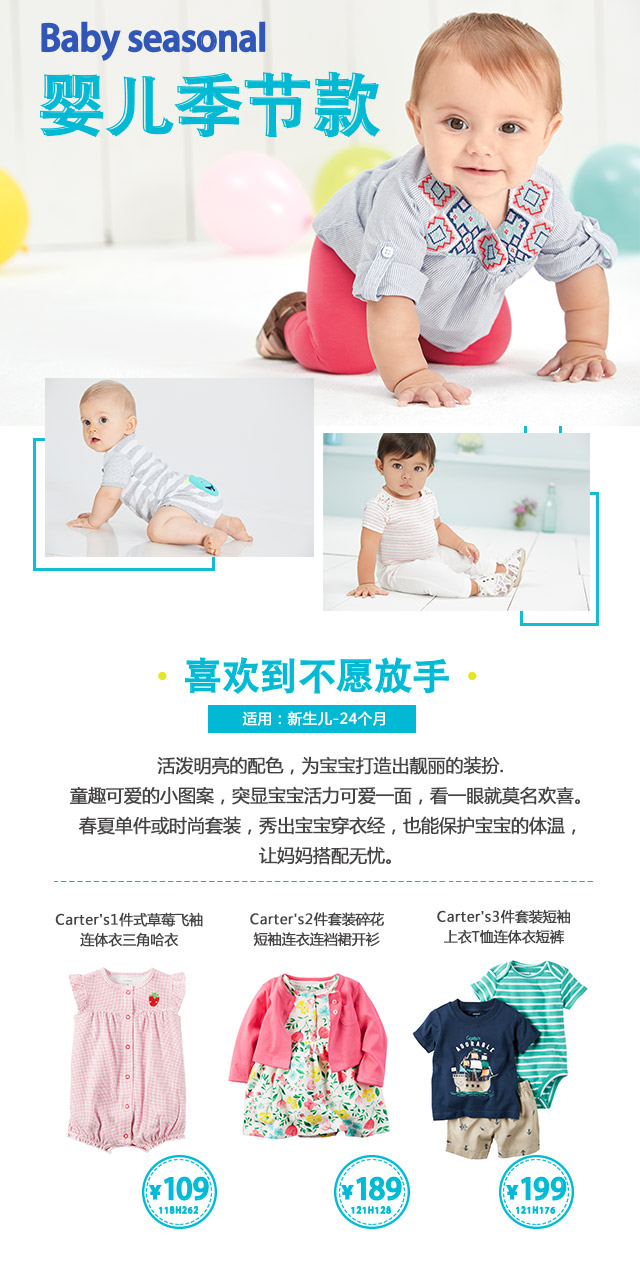 Baby seasonal
婴儿季节款
喜欢到不愿放手
适用：新生儿-24个月
活泼明亮的配色，为宝宝打造出靓丽的装扮.
童趣可爱的小图案，突显宝宝活力可爱一面，看一眼就莫名欢喜。
春夏单件或时尚套装，秀出宝宝穿衣经，也能保护宝宝的体温，
让妈妈搭配无忧。
Carter's1件式草莓飞袖
连体衣三角哈衣
Carter's2件套装碎花
短袖连衣连裆裙开衫
Carter's3件套装短袖
上衣T恤连体衣短裤
Captain
ADORABLE
¥109
118H262
¥189
121H128
¥199
121H176